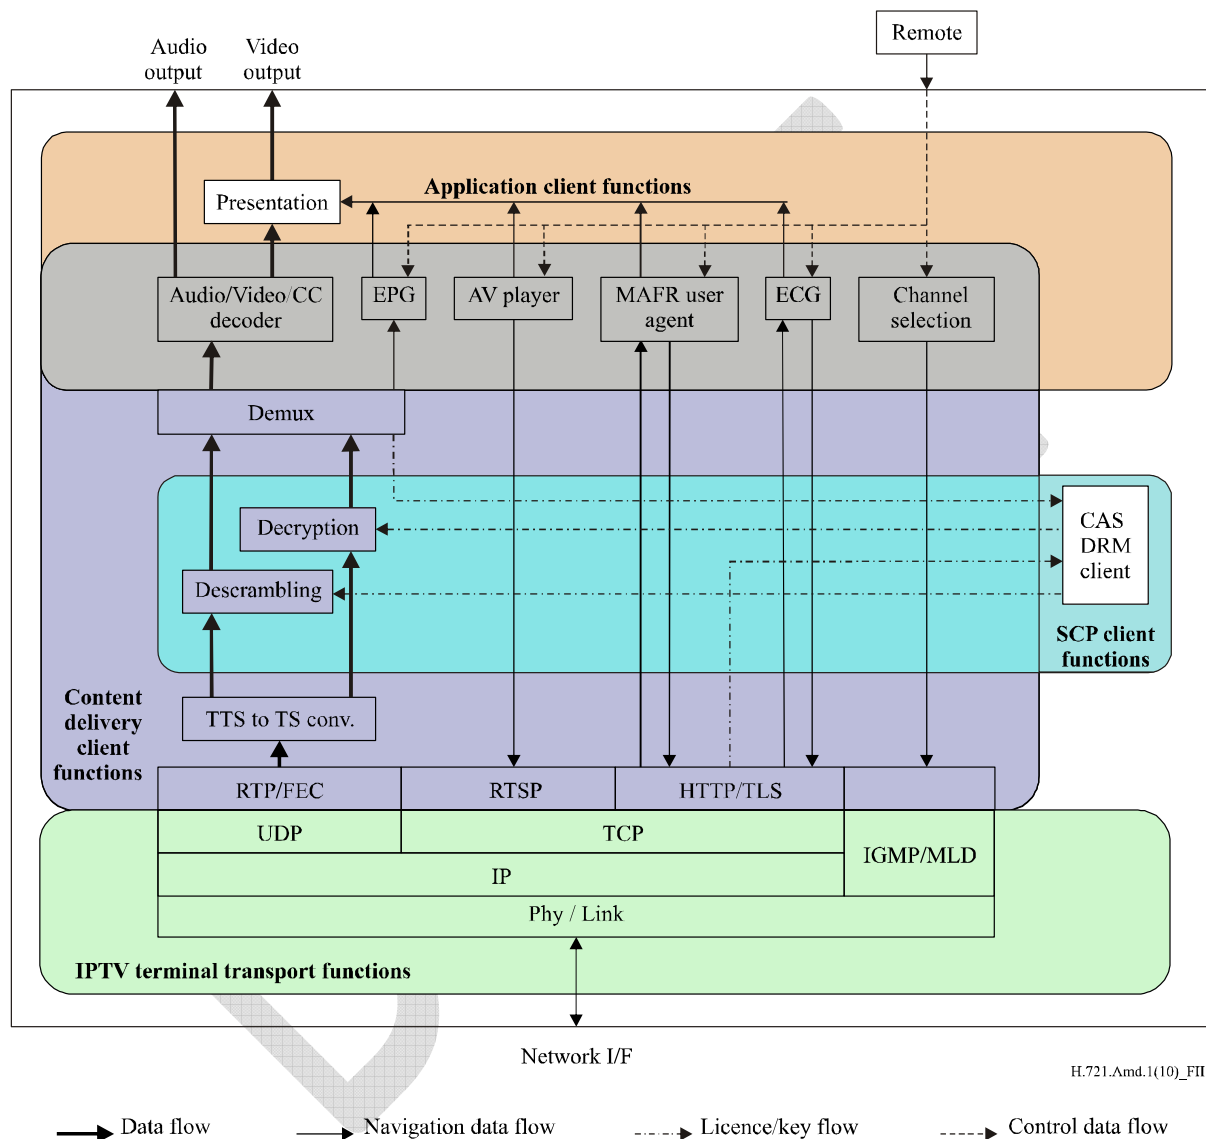 Remote
Audio
output
Video
output
Application client functions
Presentation
Audio/Video/CC
decoder
EPG
AV player
MAFR user
agent
ECG
Channel
selection
Demux
Decryption
Descrambling
CAS
DRM
client
SCP client
functions
Content
delivery
client
functions
TTS to TS conv.
RTP/FEC
RTSP
HTTP/TLS
UDP
TCP
IGMP/MLD
IP
Phy / Link
IPTV terminal transport functions
Network I/F
H.721.Amd.1(10)_FII
Data flow
Navigation data flow
Licence/key flow
Control data flow